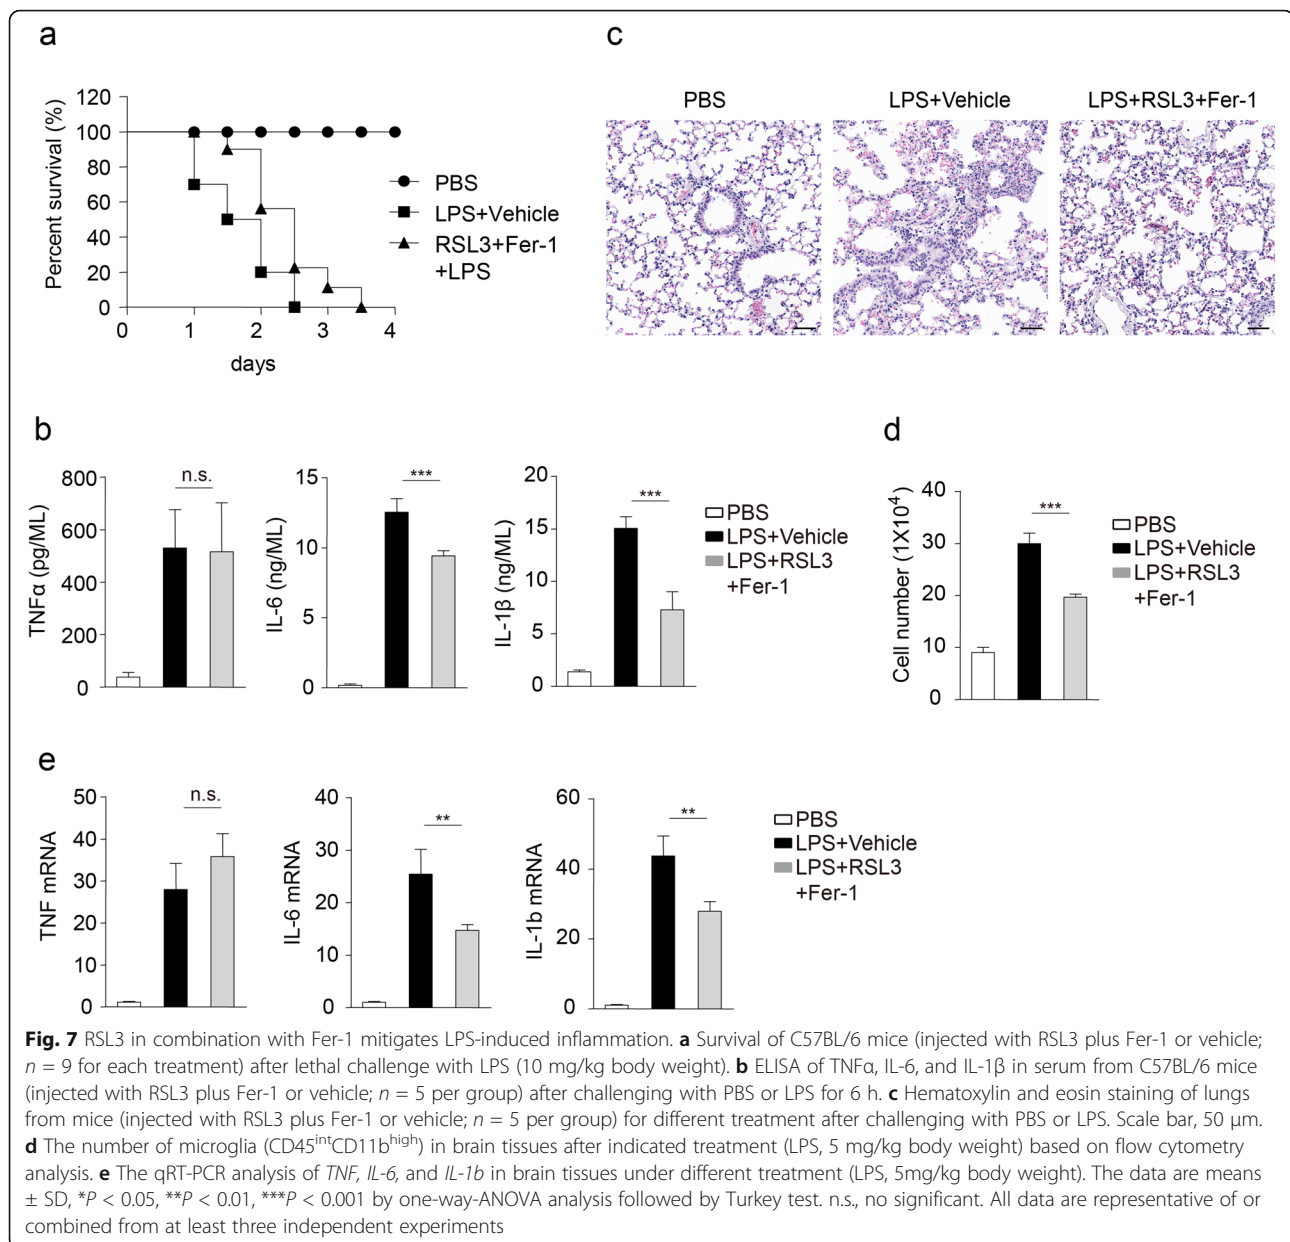 a
Percent survival (%)
120
100
80
60
40
20
0
0 1 2 3 4
days
PBS
LPS+Vehicle
RSL3+Fer-1
+LPS
c
PBS LPS+Vehicle LPS+RSL3+Fer-1
b
TNFα (pg/ML)
800
600
400
200
0
n.s.
IL-6 (ng/ML)
15
10
5
0
***
IL-1β (ng/ML)
20
15
10
5
0
***
PBS
LPS+Vehicle
LPS+RSL3
+Fer-1
d
Cell number (1X10⁴)
40
30
20
10
0
***
PBS
LPS+Vehicle
LPS+RSL3
+Fer-1
e
TNF mRNA
50
40
30
20
10
0
n.s.
IL-6 mRNA
40
30
20
10
0
**
IL-1b mRNA
60
40
20
0
**
PBS
LPS+Vehicle
LPS+RSL3
+Fer-1
Fig. 7 RSL3 in combination with Fer-1 mitigates LPS-induced inflammation. a Survival of C57BL/6 mice (injected with RSL3 plus Fer-1 or vehicle;
n = 9 for each treatment) after lethal challenge with LPS (10 mg/kg body weight). b ELISA of TNFα, IL-6, and IL-1β in serum from C57BL/6 mice
(injected with RSL3 plus Fer-1 or vehicle; n = 5 per group) after challenging with PBS or LPS for 6 h. c Hematoxylin and eosin staining of lungs
from mice (injected with RSL3 plus Fer-1 or vehicle; n = 5 per group) for different treatment after challenging with PBS or LPS. Scale bar, 50 μm.
d The number of microglia (CD45ⁱⁿᵗCD11bʰⁱᵍʰ) in brain tissues after indicated treatment (LPS, 5 mg/kg body weight) based on flow cytometry
analysis. e The qRT-PCR analysis of TNF, IL-6, and IL-1b in brain tissues under different treatment (LPS, 5mg/kg body weight). The data are means
± SD, *P < 0.05, **P < 0.01, ***P < 0.001 by one-way-ANOVA analysis followed by Turkey test. n.s., no significant. All data are representative of or
combined from at least three independent experiments